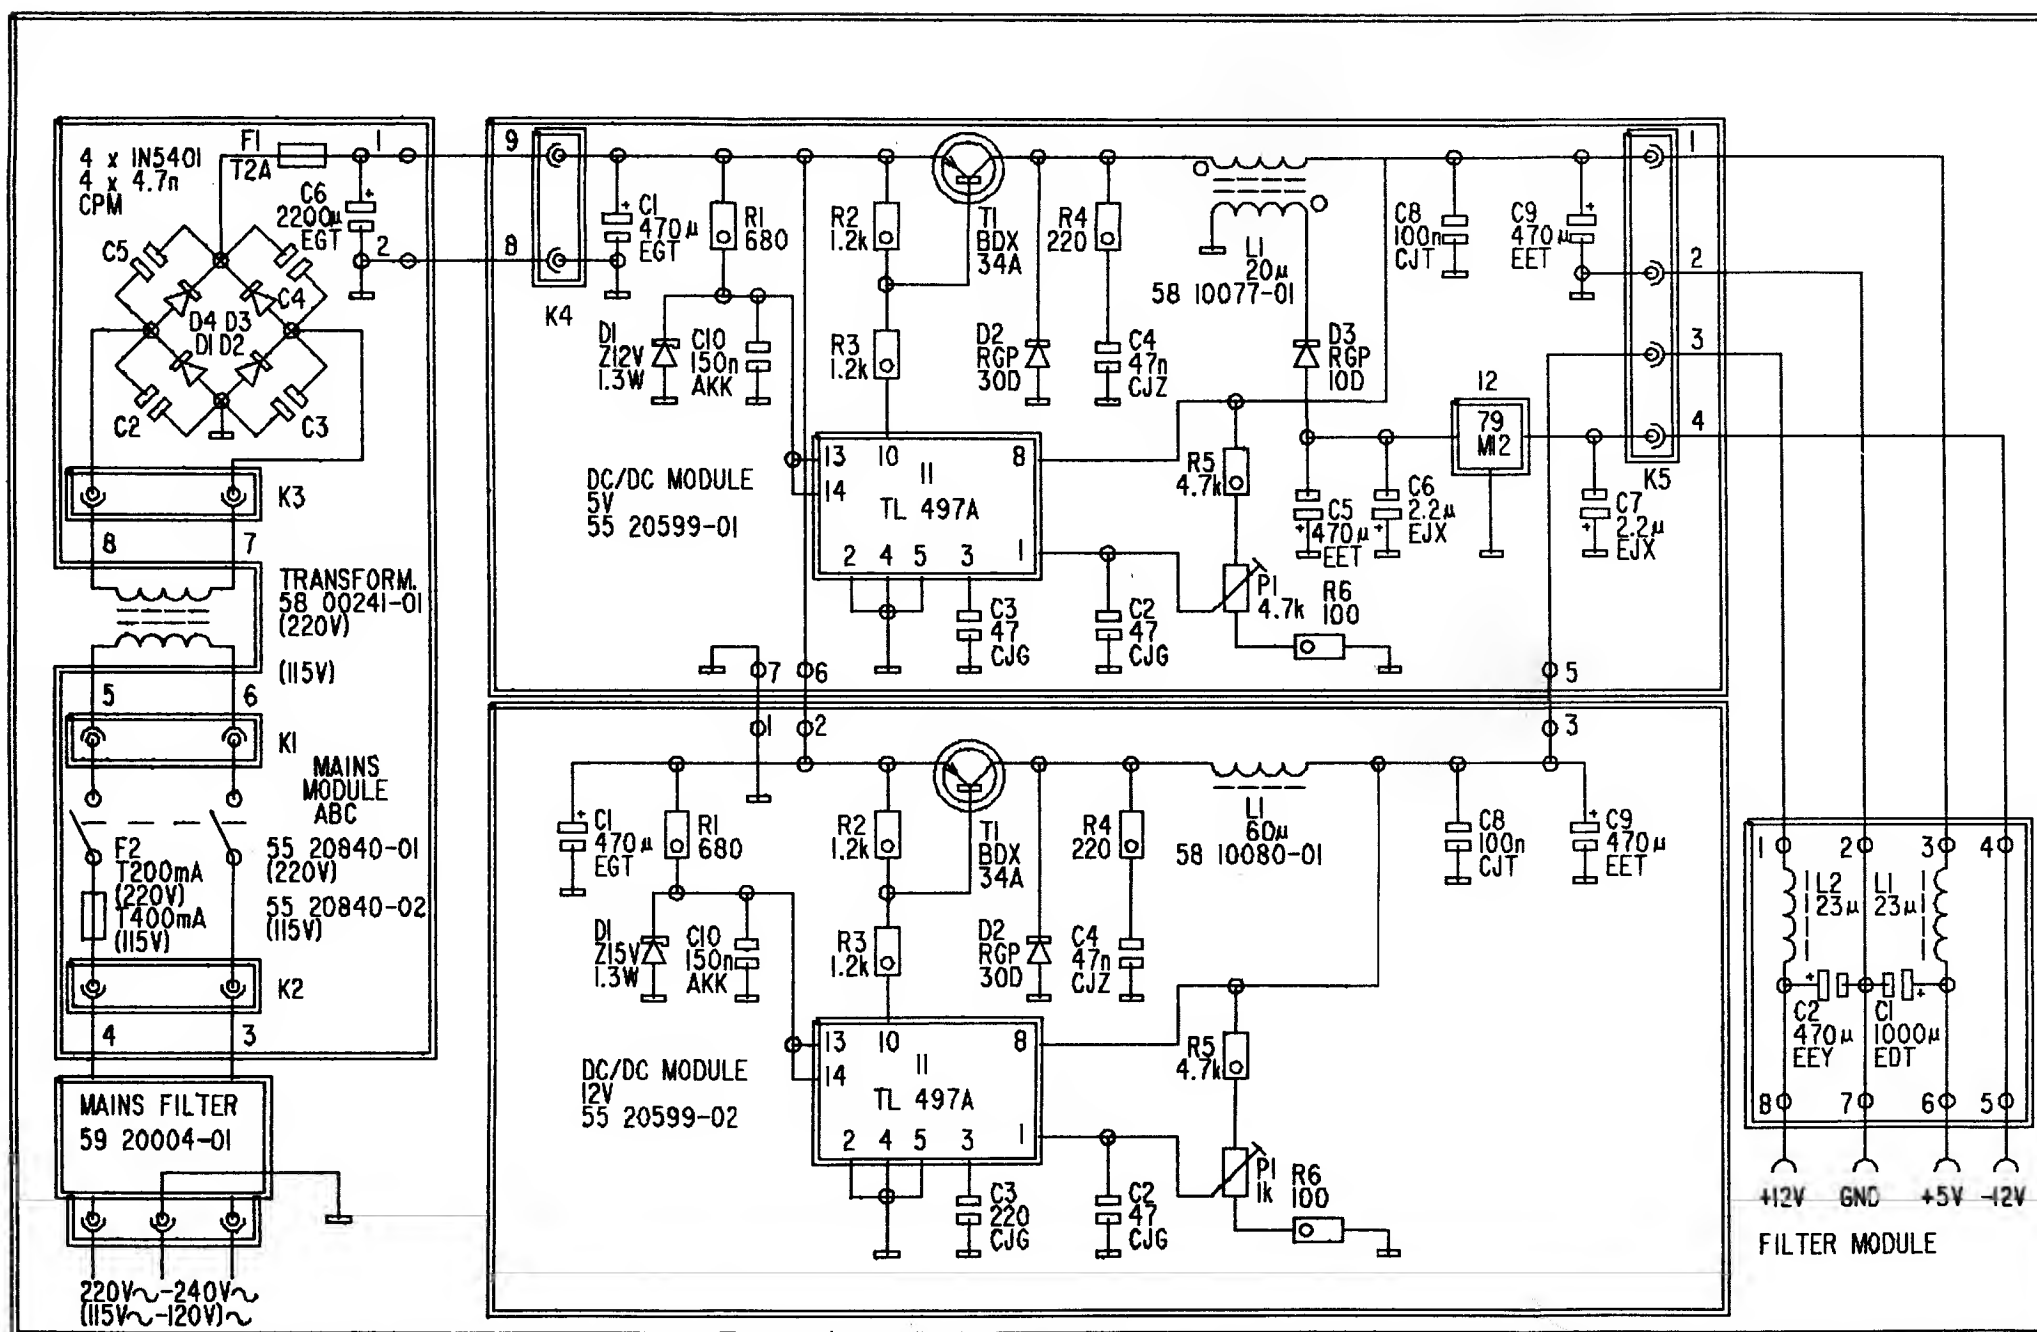 4 x IN5401
4 x 4.7n
CPM
F1
T2A
1
C6
2200µ
EGT
2
C5
C4
D4 D3
D1 D2
C2
C3
K3
8
7
TRANSFORM.
58 00241-01
(220V)
(115V)
5
6
K1
MAINS
MODULE
ABC
55 20840-01
(220V)
55 20840-02
(115V)
F2
T200mA
(220V)
T400mA
(115V)
K2
4
3
MAINS FILTER
59 20004-01
220V~-240V~
(115V~-120V)~
9
8
K4
C1
470µ
EGT
R1
680
D1
Z12V
1.3W
C10
150n
AKK
R2
1.2k
R3
1.2k
T1
BDX
34A
D2
RGP
30D
R4
220
C4
47n
CJZ
L1
20µ
58 10077-01
D3
RGP
10D
C8
100n
CJT
C9
470µ
EET
1
2
3
4
K5
I2
79
M12
C5
470µ
EET
C6
2.2µ
EJX
C7
2.2µ
EJX
DC/DC MODULE
5V
55 20599-01
13
10
I1
8
14
TL 497A
2
4
5
3
1
C3
47
CJG
C2
47
CJG
R5
4.7k
P1
4.7k
R6
100
7
6
5
1
2
3
C1
470µ
EGT
R1
680
D1
Z15V
1.3W
C10
150n
AKK
R2
1.2k
R3
1.2k
T1
BDX
34A
D2
RGP
30D
R4
220
C4
47n
CJZ
L1
60µ
58 10080-01
C8
100n
CJT
C9
470µ
EET
DC/DC MODULE
12V
55 20599-02
13
10
I1
8
14
TL 497A
2
4
5
3
1
C3
220
CJG
C2
47
CJG
R5
4.7k
P1
1k
R6
100
1
2
3
4
L2
23µ
L1
23µ
C2
470µ
EEY
C1
1000µ
EDT
8
7
6
5
+12V
GND
+5V
-12V
FILTER MODULE